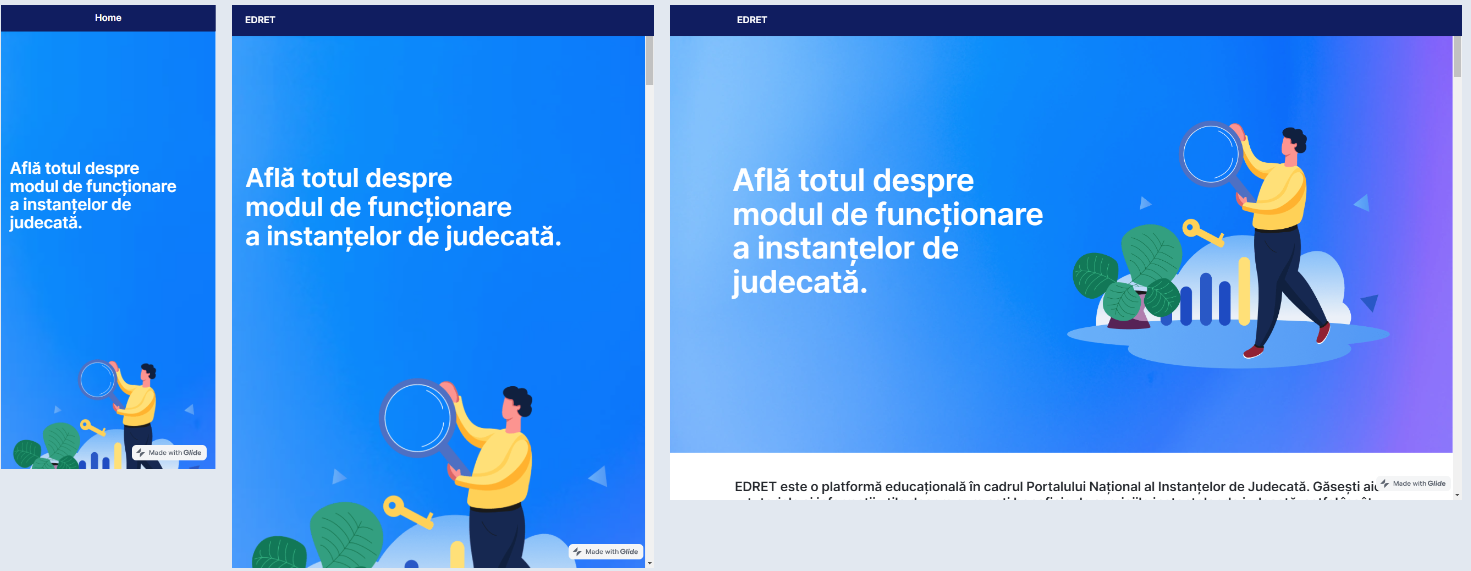 Home
Află totul despre
modul de funcționare
a instanțelor de
judecată.
Made with Glide
EDRET
Află totul despre
modul de funcționare
a instanțelor de judecată.
Made with Glide
EDRET
Află totul despre
modul de funcționare
a instanțelor de
judecată.
EDRET este o platformă educațională în cadrul Portalului Național al Instanțelor de Judecată. Găsești
Made with Glide